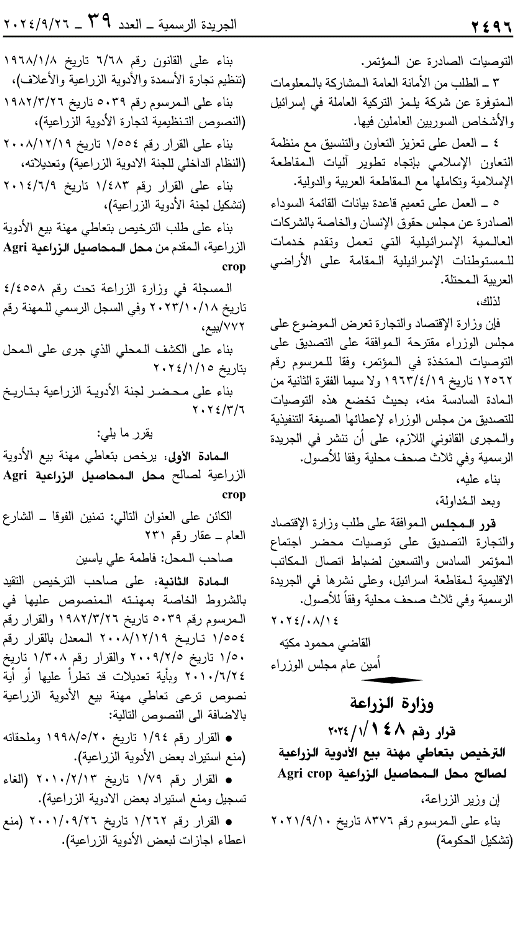 ٢٤٩٦
الجريدة الرسمية ــ العدد ٣٩ ــ ٢٠٢٤/٩/٢٦
التوصيات الصادرة عن المؤتمر.
٣ ــ الطلب من الأمانة العامة المشاركة بالمعلومات
المتوفرة عن شركة يلمز التركية العاملة في إسرائيل
والأشخاص السوريين العاملين فيها.
٤ ــ العمل على تعزيز التعاون والتنسيق مع منظمة
التعاون الإسلامي بإتجاه تطوير آليات المقاطعة
الإسلامية وتكاملها مع المقاطعة العربية والدولية.
٥ ــ العمل على تعميم قاعدة بيانات القائمة السوداء
الصادرة عن مجلس حقوق الإنسان والخاصة بالشركات
العالمية الإسرائيلية التي تعمل وتقدم خدمات
للمستوطنات الإسرائيلية المقامة على الأراضي
العربية المحتلة.
لذلك،
فإن وزارة الإقتصاد والتجارة تعرض الموضوع على
مجلس الوزراء مقترحة الموافقة على التصديق على
التوصيات المتخذة في المؤتمر، وفقا للمرسوم رقم
١٢٥٦٢ تاريخ ١٩٦٣/٤/١٩ ولا سيما الفقرة الثانية من
المادة السادسة منه، بحيث تخضع هذه التوصيات
للتصديق من مجلس الوزراء لإعطائها الصيغة التنفيذية
والمجرى القانوني اللازم، على أن تنشر في الجريدة
الرسمية وفي ثلاث صحف محلية وفقا للأصول.
بناء عليه،
وبعد المُداولة،
قرر المجلس الموافقة على طلب وزارة الإقتصاد
والتجارة التصديق على توصيات محضر اجتماع
المؤتمر السادس والتسعين لضباط اتصال المكاتب
الاقليمية لمقاطعة اسرائيل، وعلى نشرها في الجريدة
الرسمية وفي ثلاث صحف محلية وفقاً للأصول.
٢٠٢٤/٠٨/١٤
القاضي محمود مكيّه
أمين عام مجلس الوزراء
وزارة الزراعة
قرار رقم ٢٠٢٤/١/١٤٨
الترخيص بتعاطي مهنة بيع الأدوية الزراعية
لصالح محل المحاصيل الزراعية Agri crop
إن وزير الزراعة،
بناء على المرسوم رقم ٨٣٧٦ تاريخ ٢٠٢١/٩/١٠
(تشكيل الحكومة)
بناء على القانون رقم ٦/٦٨ تاريخ ١٩٦٨/١/٨
(تنظيم تجارة الأسمدة والأدوية الزراعية والأعلاف)،
بناء على المرسوم رقم ٥٠٣٩ تاريخ ١٩٨٢/٣/٢٦
(النصوص التنظيمية لتجارة الأدوية الزراعية)،
بناء على القرار رقم ١/٥٥٤ تاريخ ٢٠٠٨/١٢/١٩
(النظام الداخلي للجنة الادوية الزراعية) وتعديلاته،
بناء على القرار رقم ١/٤٨٣ تاريخ ٢٠١٤/٦/٩
(تشكيل لجنة الأدوية الزراعية)،
بناء على طلب الترخيص بتعاطي مهنة بيع الأدوية
الزراعية، المقدم من محل المحاصيل الزراعية Agri
crop
المسجلة في وزارة الزراعة تحت رقم ٤/٤٥٥٨
تاريخ ٢٠٢٣/١٠/١٨ وفي السجل الرسمي للمهنة رقم
٧٧٢/بيع،
بناء على الكشف المحلي الذي جرى على المحل
بتاريخ ٢٠٢٤/١/١٥
بناء على محضر لجنة الأدوية الزراعية بتاريخ
٢٠٢٤/٣/٦
يقرر ما يلي:
المادة الأولى: يرخص بتعاطي مهنة بيع الأدوية
الزراعية لصالح محل المحاصيل الزراعية Agri
crop
الكائن على العنوان التالي: تمنين الفوقا ــ الشارع
العام ــ عقار رقم ٢٣١
صاحب المحل: فاطمة علي ياسين
المادة الثانية: على صاحب الترخيص التقيد
بالشروط الخاصة بمهنته المنصوص عليها في
المرسوم رقم ٥٠٣٩ تاريخ ١٩٨٢/٣/٢٦ والقرار رقم
١/٥٥٤ تاريخ ٢٠٠٨/١٢/١٩ المعدل بالقرار رقم
١/٥٠ تاريخ ٢٠٠٩/٢/٥ والقرار ١/٣٠٨ تاريخ
٢٠١٠/٦/٢٤ وبأية تعديلات قد تطرأ عليها أو أية
نصوص ترعى تعاطي مهنة بيع الأدوية الزراعية
بالاضافة الى النصوص التالية:
● القرار رقم ١/٩٤ تاريخ ١٩٩٨/٥/٢٠ وملحقاته
(منع استيراد بعض الأدوية الزراعية).
● القرار رقم ١/٧٩ تاريخ ٢٠١٠/٢/١٣ (الغاء
تسجيل ومنع استيراد بعض الادوية الزراعية).
● القرار رقم ١/٢٦٢ تاريخ ٢٠٠١/٠٩/٢٦ (منع
اعطاء اجازات لبعض الأدوية الزراعية).